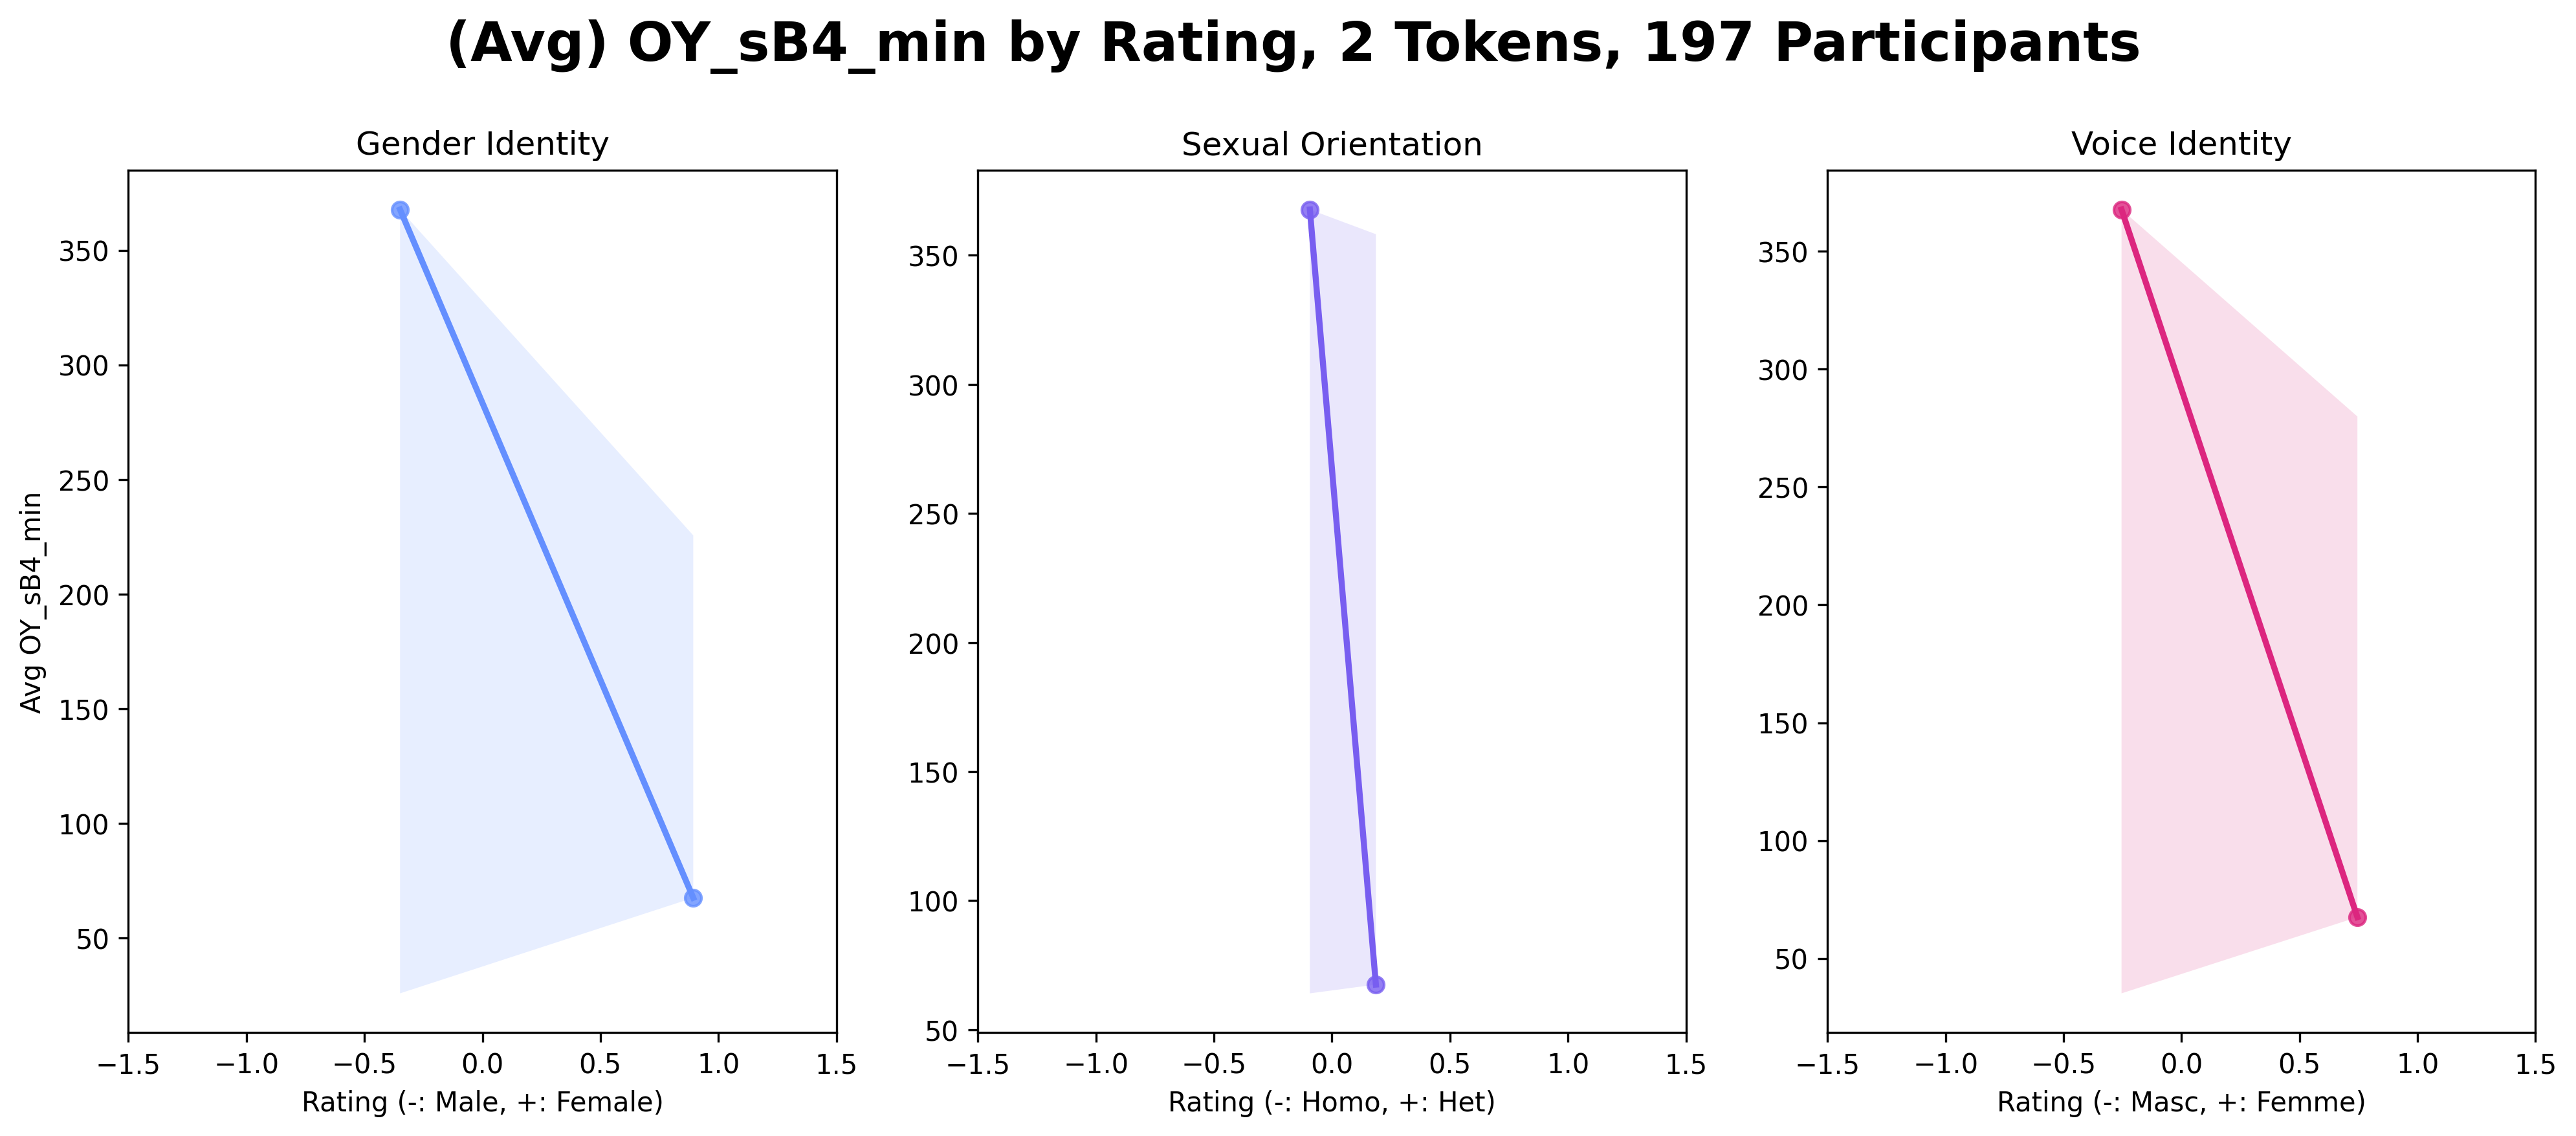 (Avg) OY_sB4_min by Rating, 2 Tokens, 197 Participants
Gender Identity
Avg OY_sB4_min
350
300
250
200
150
100
50
−1.5 −1.0 −0.5 0.0 0.5 1.0 1.5
Rating (-: Male, +: Female)
Sexual Orientation
350
300
250
200
150
100
50
−1.5 −1.0 −0.5 0.0 0.5 1.0 1.5
Rating (-: Homo, +: Het)
Voice Identity
350
300
250
200
150
100
50
−1.5 −1.0 −0.5 0.0 0.5 1.0 1.5
Rating (-: Masc, +: Femme)